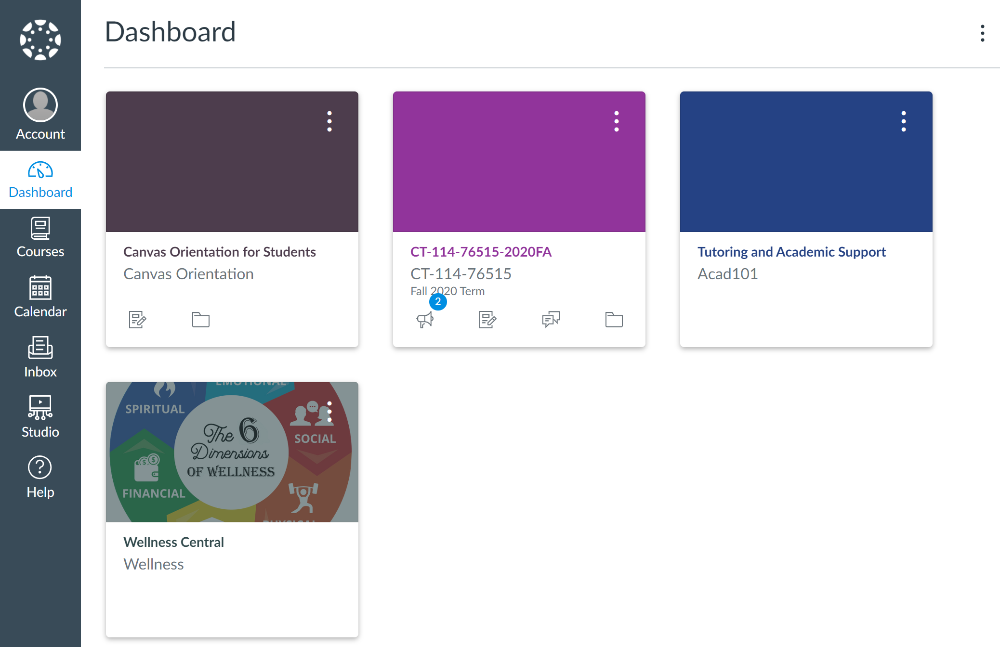 Dashboard
Account
Dashboard
Courses
Calendar
Inbox
Studio
Help
Canvas Orientation for Students
Canvas Orientation
CT-114-76515-2020FA
CT-114-76515
Fall 2020 Term
2
Tutoring and Academic Support
Acad101
EMOTIONAL
SPIRITUAL
SOCIAL
The 6
Dimensions
OF WELLNESS
FINANCIAL
PHYSICAL
Wellness Central
Wellness